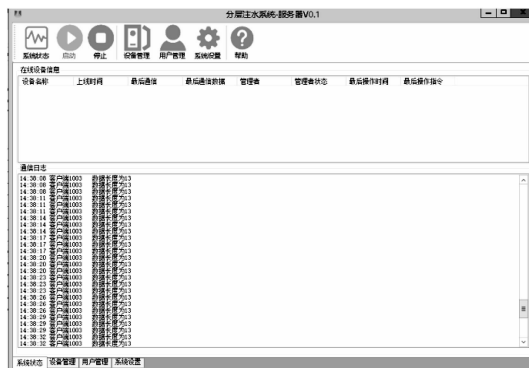 分层注水系统-服务器V0.1
系统状态 启动 停止 设备管理 用户管理 系统设置 帮助
在线设备信息
设备名称 上线时间 最后通信 最后通信数据 管理者 管理者状态 最后操作时间 最后操作指令
通信日志
14:38:08 客户端1003 数据长度为13
14:38:08 客户端1003 数据长度为13
14:38:08 客户端1003 数据长度为13
14:38:11 客户端1003 数据长度为13
14:38:11 客户端1003 数据长度为13
14:38:11 客户端1003 数据长度为13
14:38:14 客户端1003 数据长度为13
14:38:14 客户端1003 数据长度为13
14:38:14 客户端1003 数据长度为13
14:38:17 客户端1003 数据长度为13
14:38:17 客户端1003 数据长度为13
14:38:17 客户端1003 数据长度为13
14:38:20 客户端1003 数据长度为13
14:38:20 客户端1003 数据长度为13
14:38:20 客户端1003 数据长度为13
14:38:23 客户端1003 数据长度为13
14:38:23 客户端1003 数据长度为13
14:38:23 客户端1003 数据长度为13
14:38:26 客户端1003 数据长度为13
14:38:26 客户端1003 数据长度为13
14:38:26 客户端1003 数据长度为13
14:38:29 客户端1003 数据长度为13
14:38:29 客户端1003 数据长度为13
14:38:29 客户端1003 数据长度为13
14:38:32 客户端1003 数据长度为13
14:38:32 客户端1003 数据长度为13
系统状态 设备管理 用户管理 系统设置